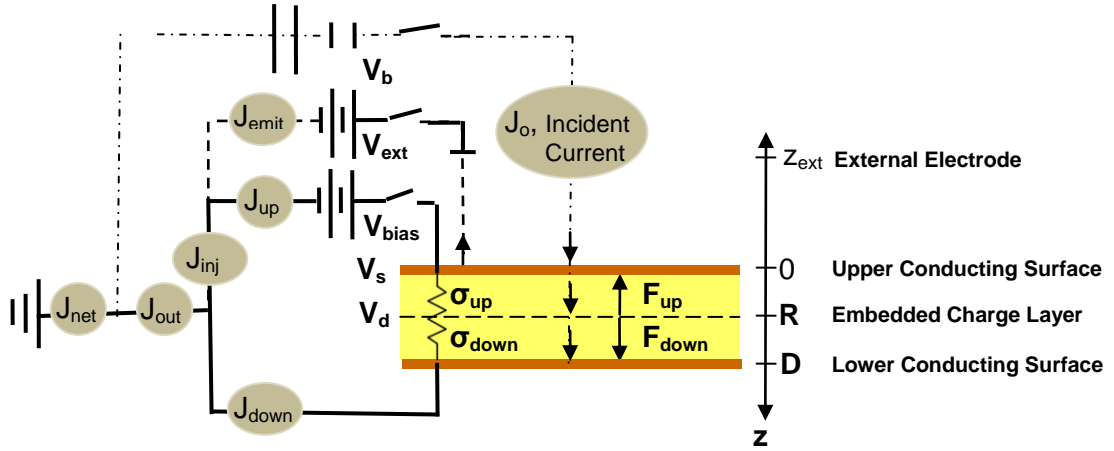 V_b
J_emit
V_ext
J_o, Incident
Current
z_ext External Electrode
J_up
V_bias
J_inj
V_s
0 Upper Conducting Surface
σ_up
F_up
J_net
J_out
V_d
R Embedded Charge Layer
σ_down
F_down
D Lower Conducting Surface
J_down
z